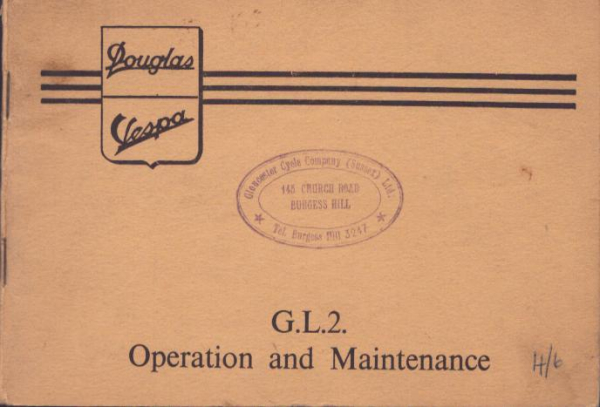 Douglas
Vespa
Gloucester Cycle Company (Sussex) Ltd.
148 CHURCH ROAD
BURGESS HILL
Tel. Burgess Hill 3247
G.L.2.
Operation and Maintenance
4/6